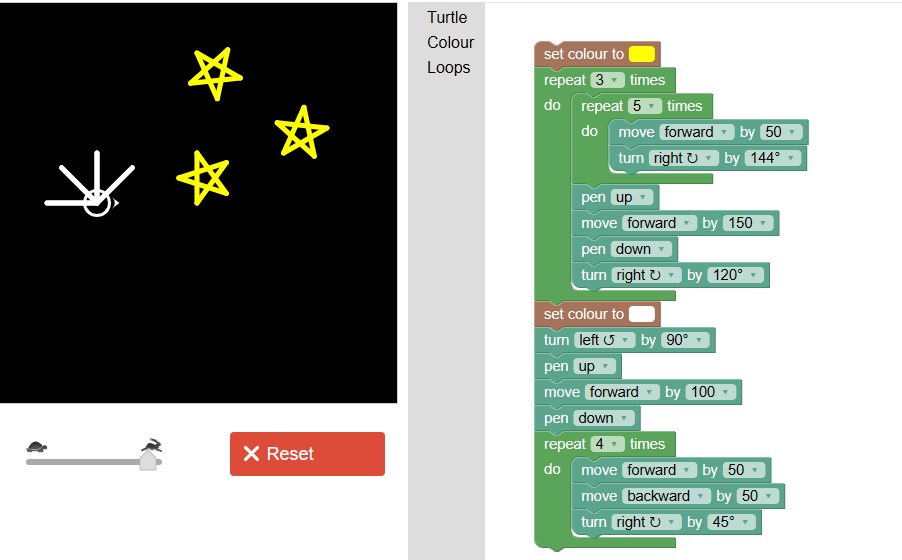 Turtle
Colour
Loops
Reset
set colour to
repeat 3 times
do repeat 5 times
do move forward by 50
turn right ↻ by 144°
pen up
move forward by 150
pen down
turn right ↻ by 120°
set colour to
turn left ↺ by 90°
pen up
move forward by 100
pen down
repeat 4 times
do move forward by 50
move backward by 50
turn right ↻ by 45°